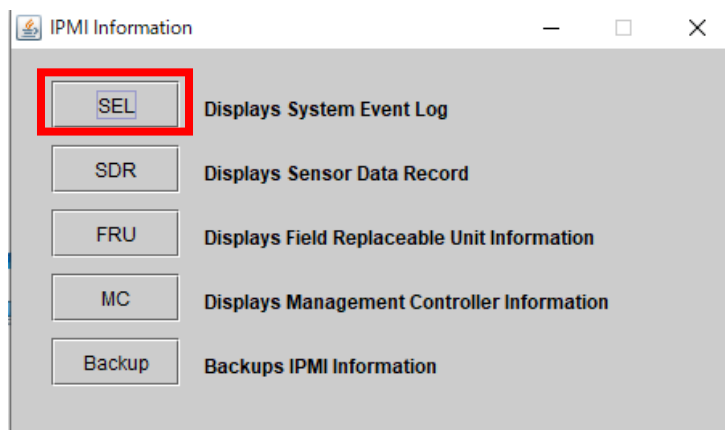 IPMI Information
SEL Displays System Event Log
SDR Displays Sensor Data Record
FRU Displays Field Replaceable Unit Information
MC Displays Management Controller Information
Backup Backups IPMI Information